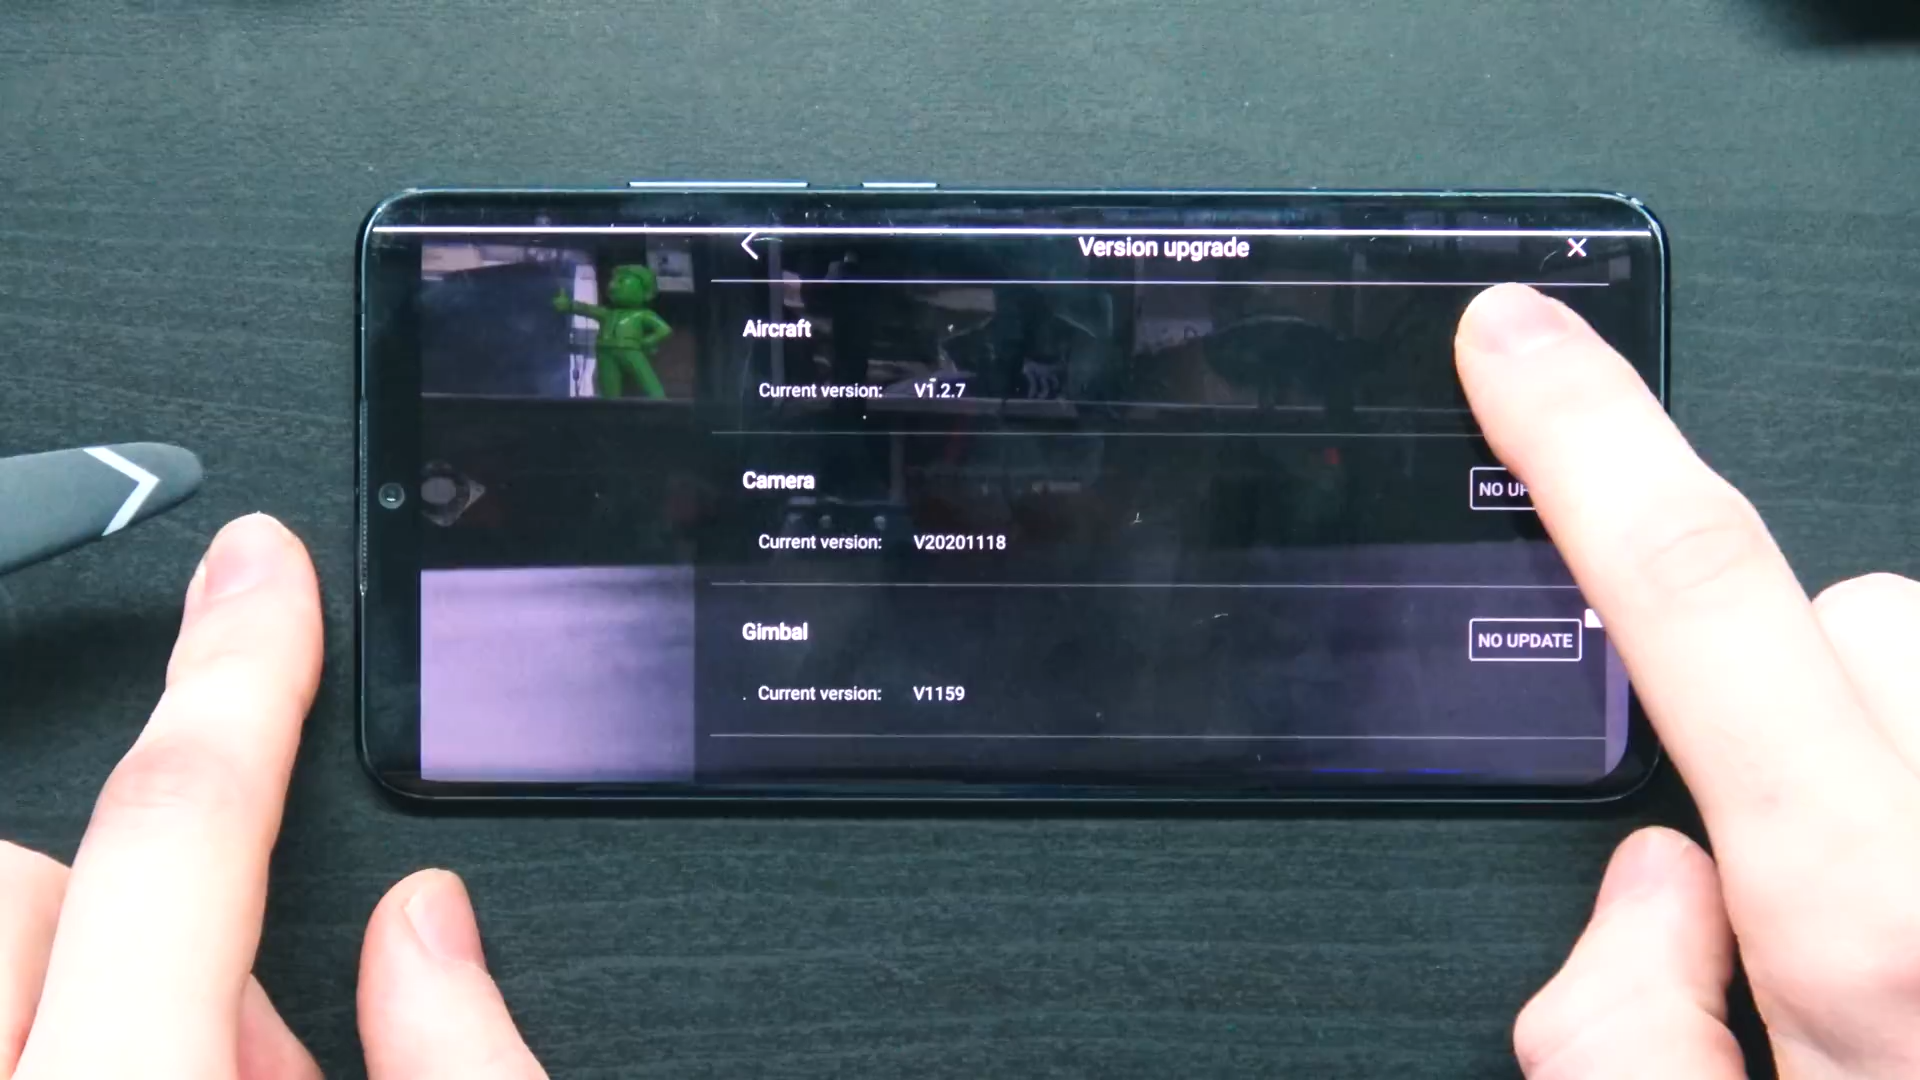 Version upgrade
Aircraft
Current version: V1.2.7
Camera
NO
Current version: V20201118
Gimbal
NO UPDATE
Current version: V1159